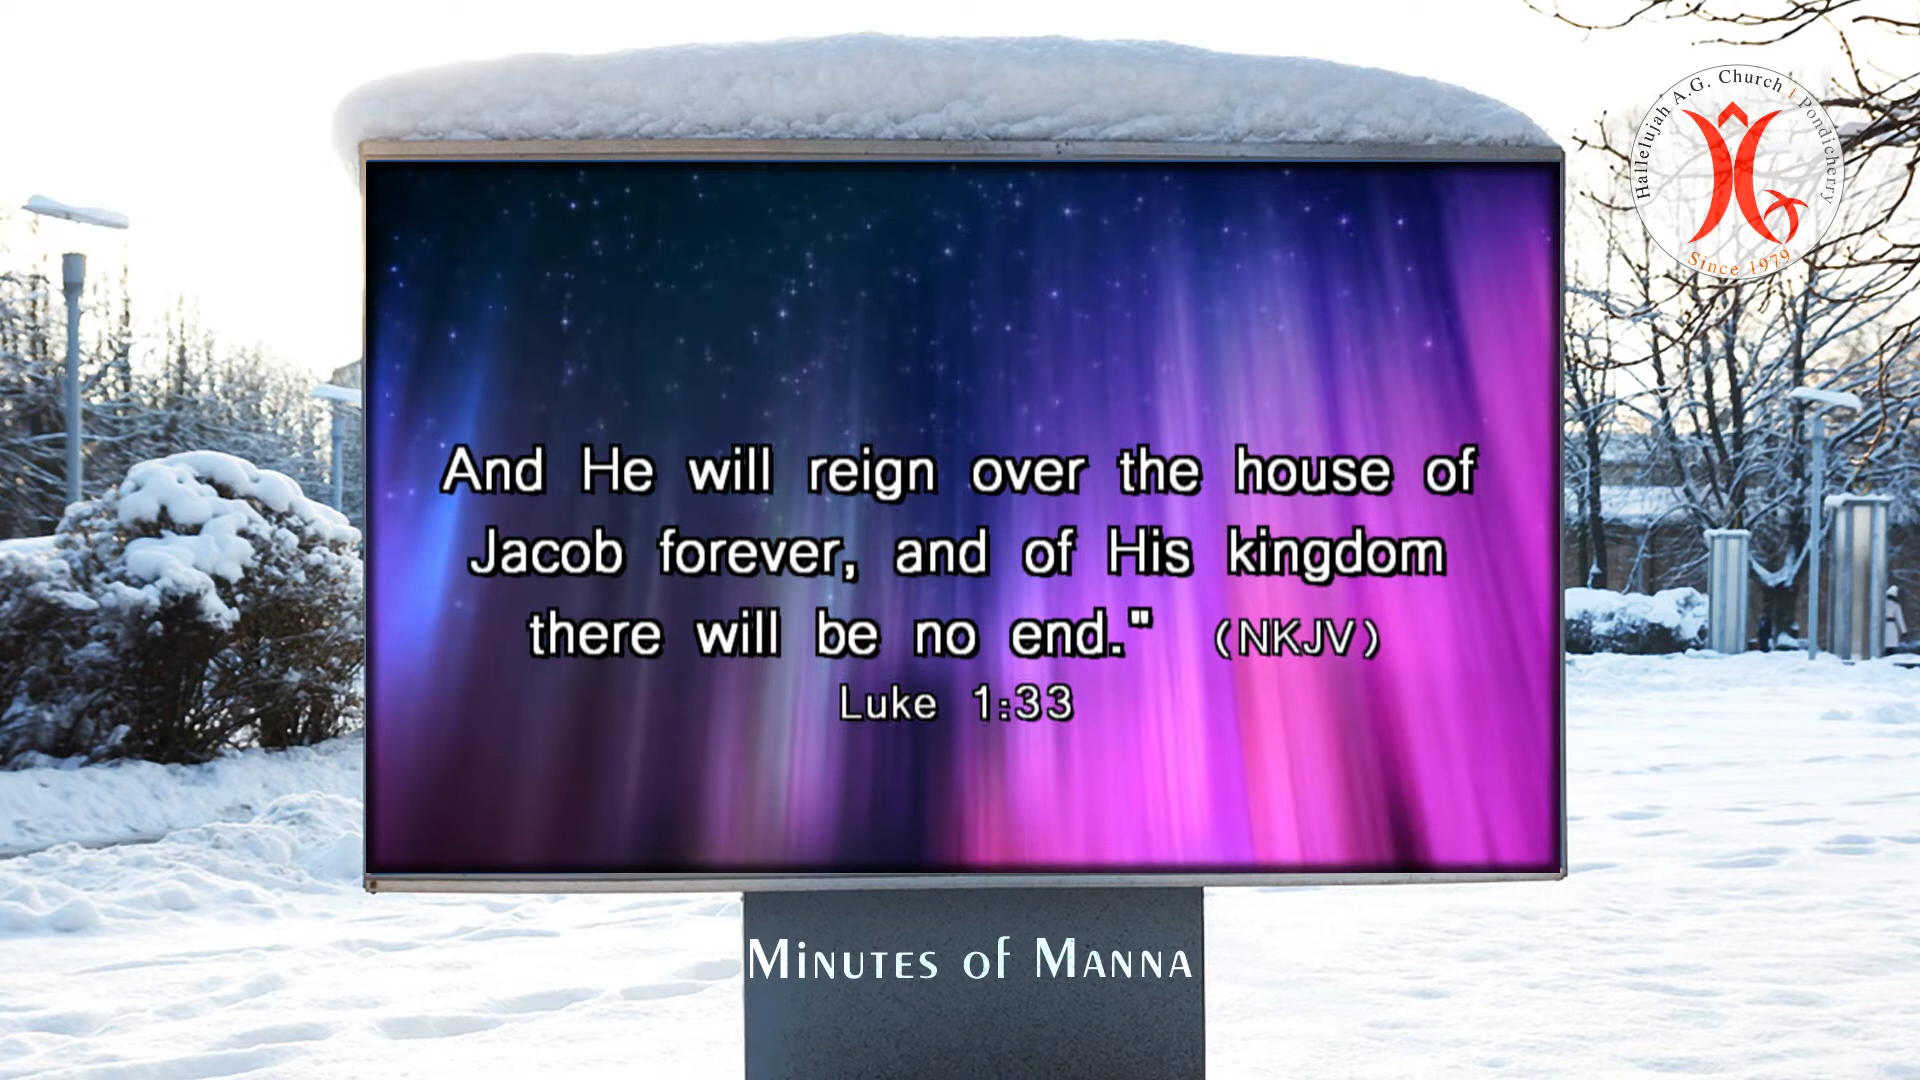 Hallelujah A.G. Church | Pondicherry
Since 1979
And He will reign over the house of
Jacob forever, and of His kingdom
there will be no end." (NKJV)
Luke 1:33
Minutes of Manna